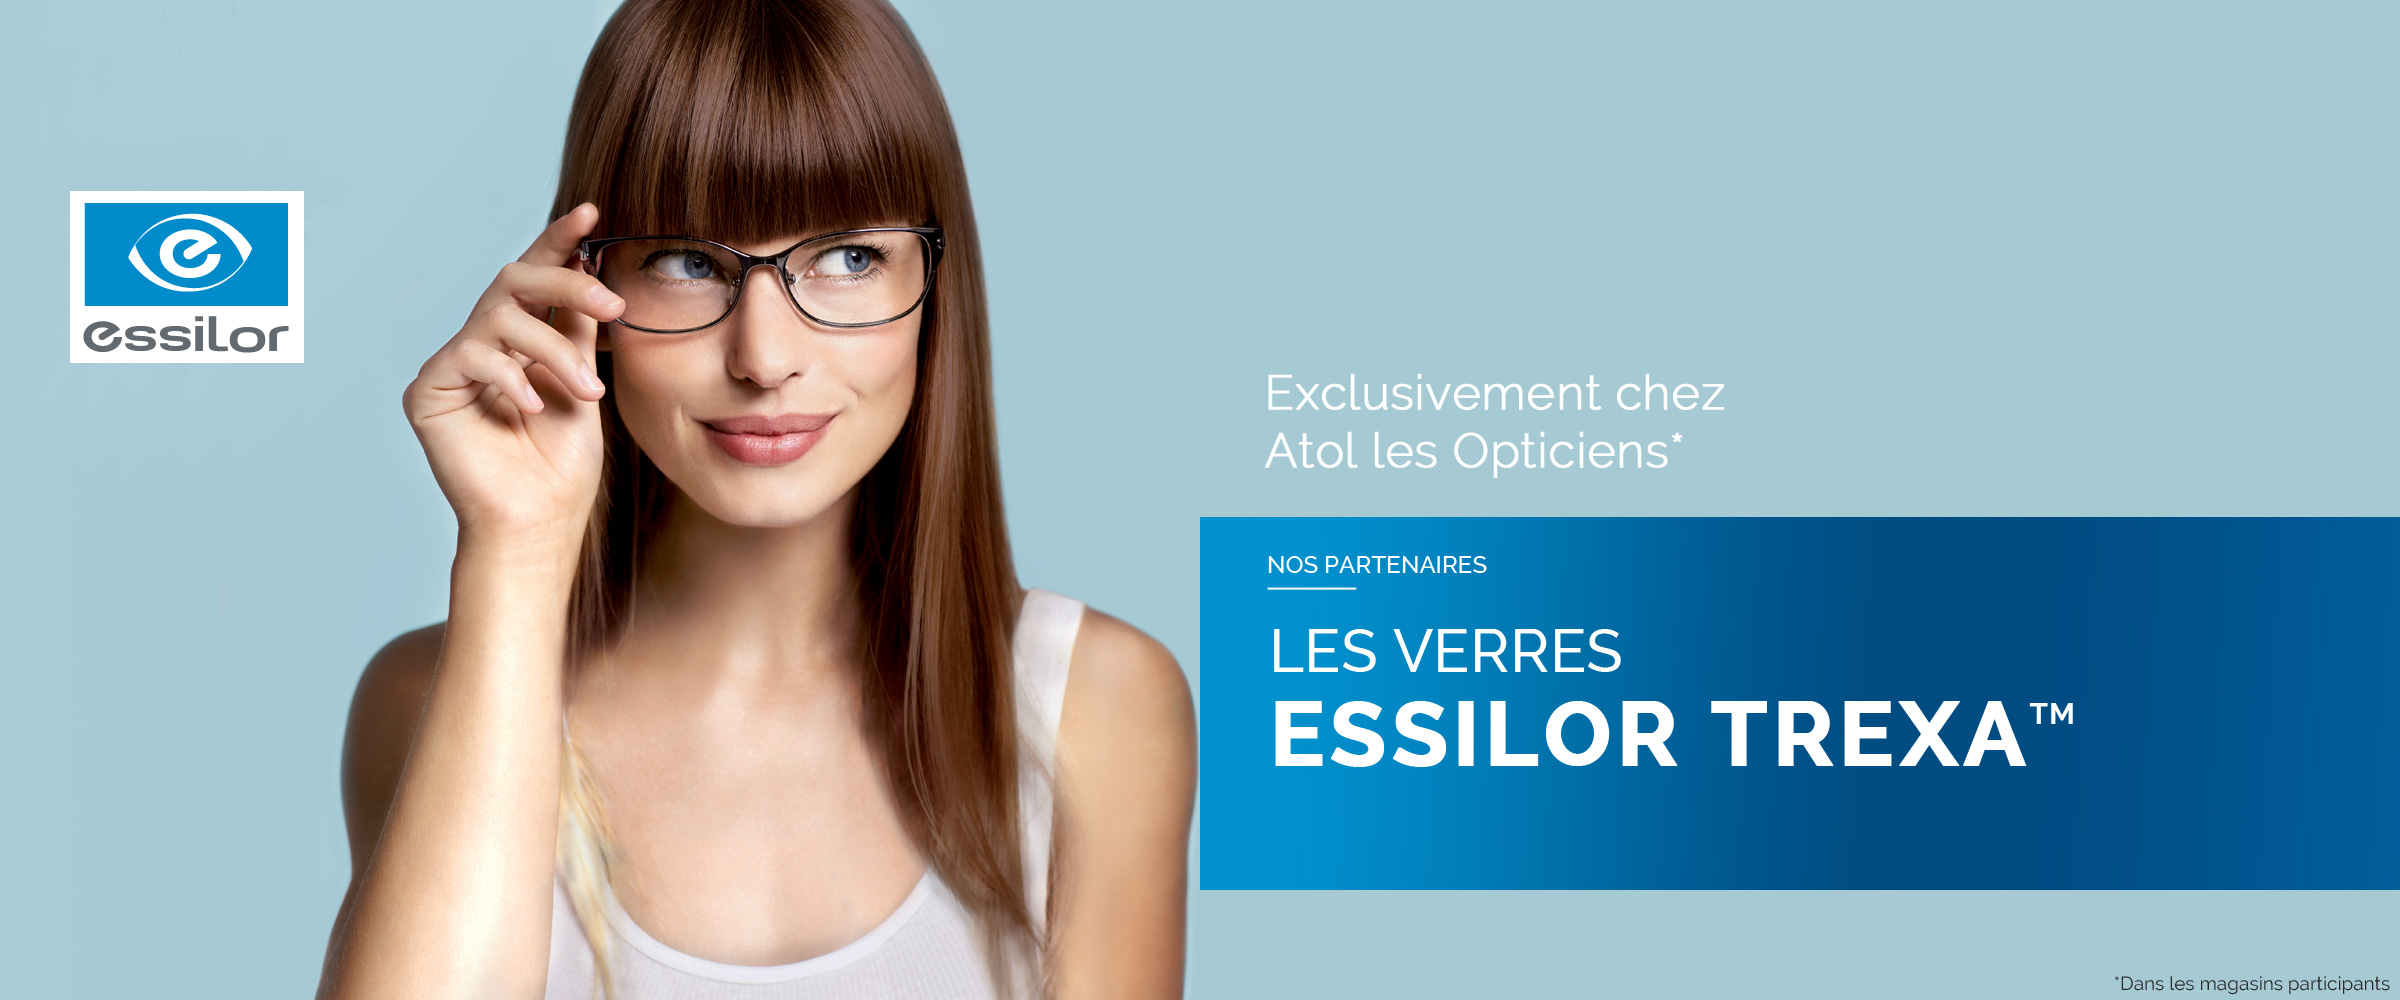 essilor
Exclusivement chez
Atol les Opticiens*
NOS PARTENAIRES
LES VERRES
ESSILOR TREXA™
*Dans les magasins participants